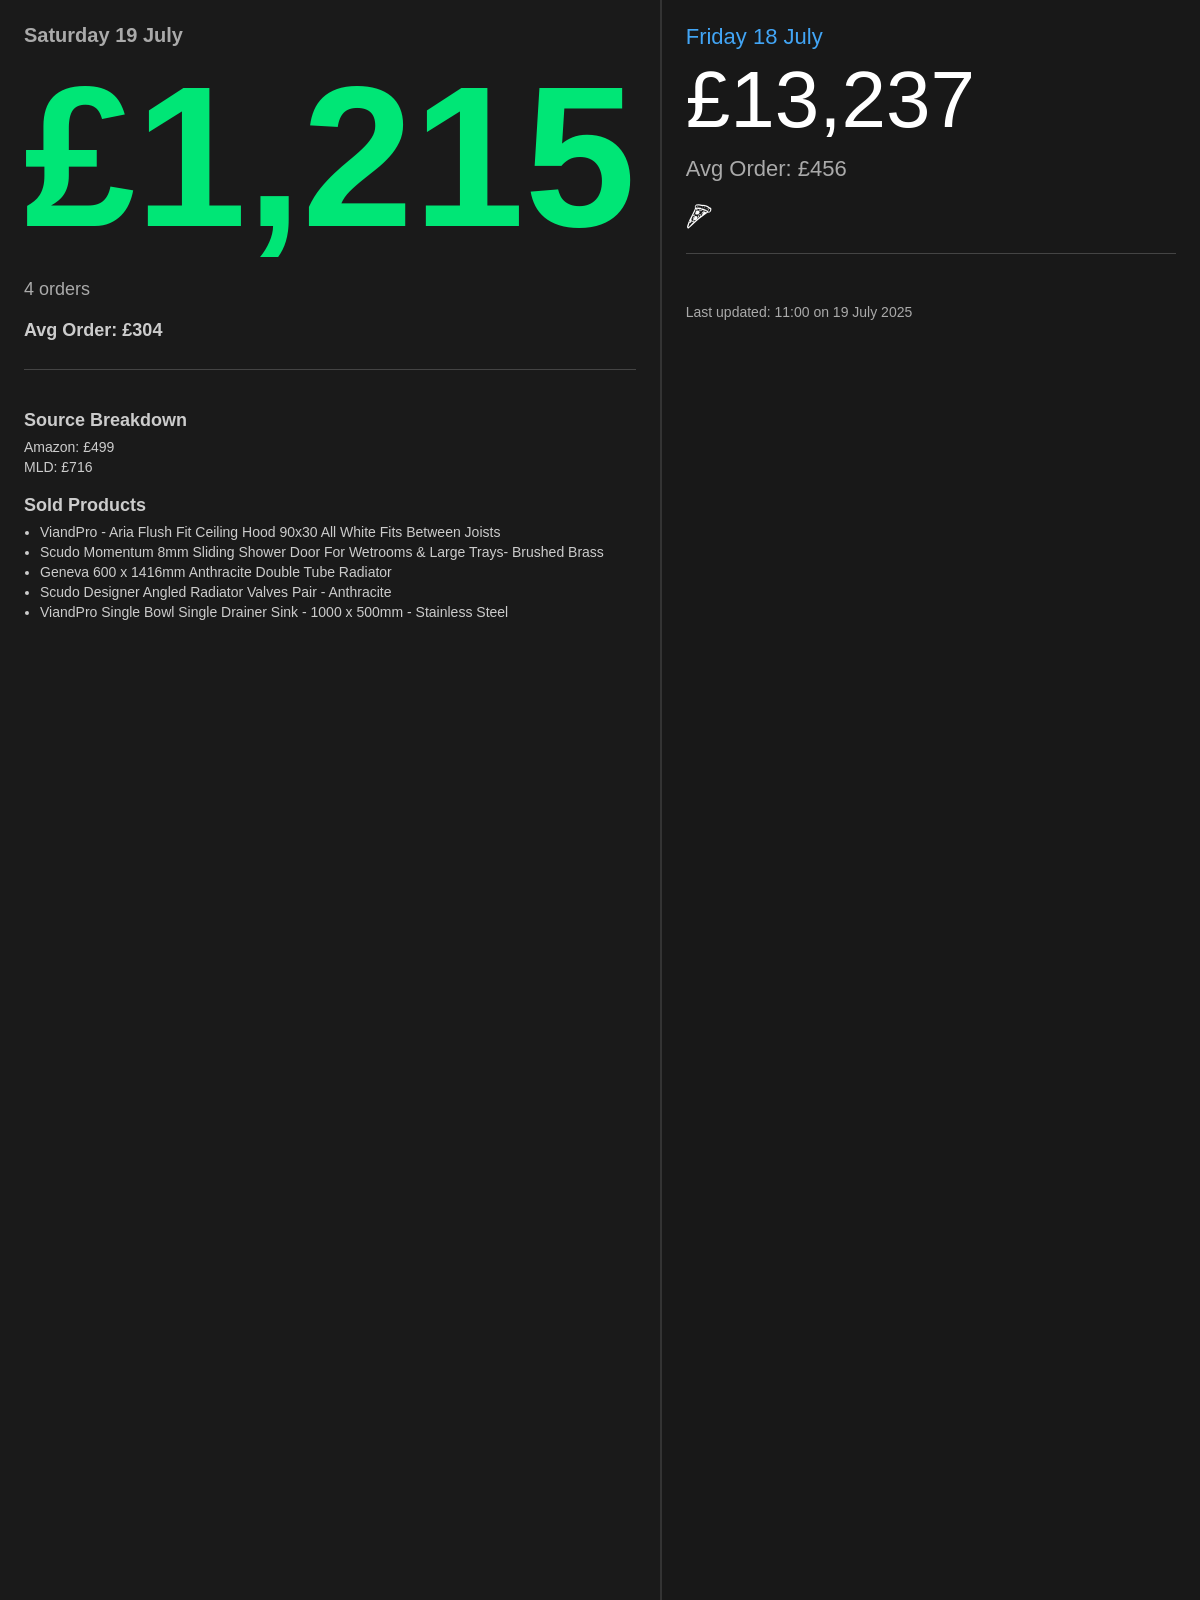 Saturday 19 July
£1,215
4 orders
Avg Order: £304
Source Breakdown
Amazon: £499
MLD: £716
Sold Products
• ViandPro - Aria Flush Fit Ceiling Hood 90x30 All White Fits Between Joists
• Scudo Momentum 8mm Sliding Shower Door For Wetrooms & Large Trays- Brushed Brass
• Geneva 600 x 1416mm Anthracite Double Tube Radiator
• Scudo Designer Angled Radiator Valves Pair - Anthracite
• ViandPro Single Bowl Single Drainer Sink - 1000 x 500mm - Stainless Steel
Friday 18 July
£13,237
Avg Order: £456
Last updated: 11:00 on 19 July 2025